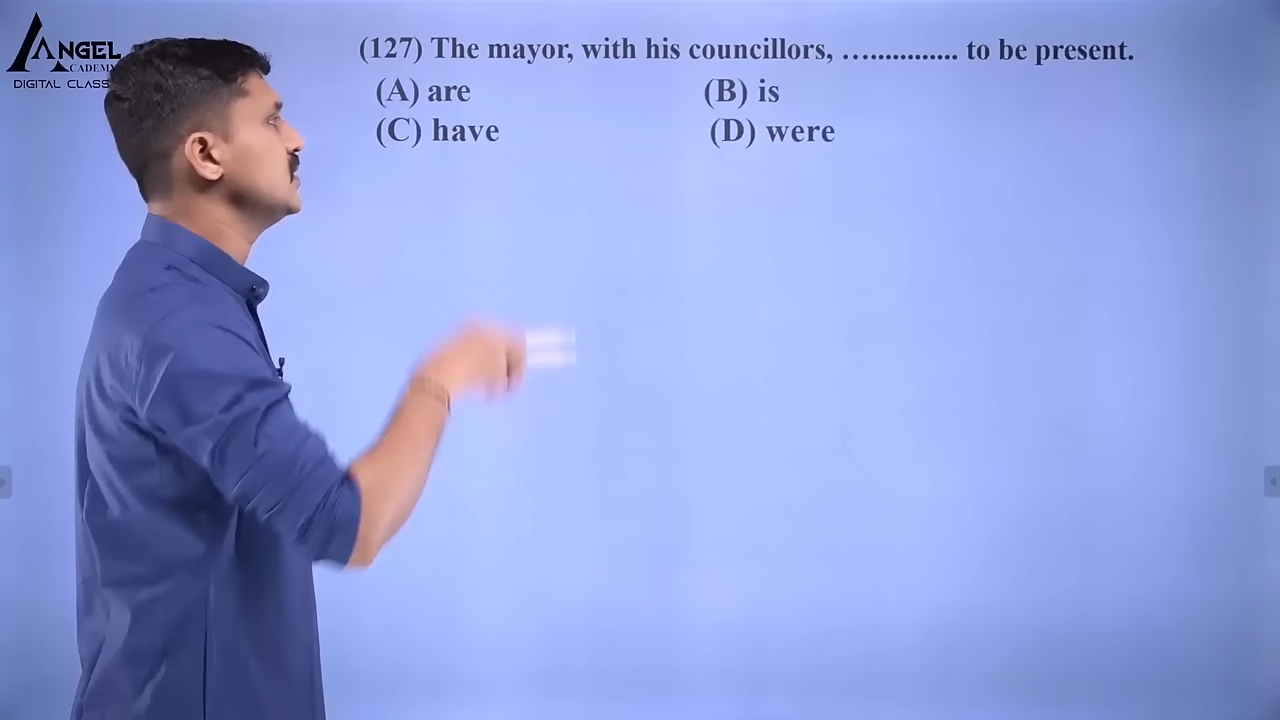 ANGEL
ACADEMY
DIGITAL CLASS
(127) The mayor, with his councillors, ................ to be present.
(A) are (B) is
(C) have (D) were